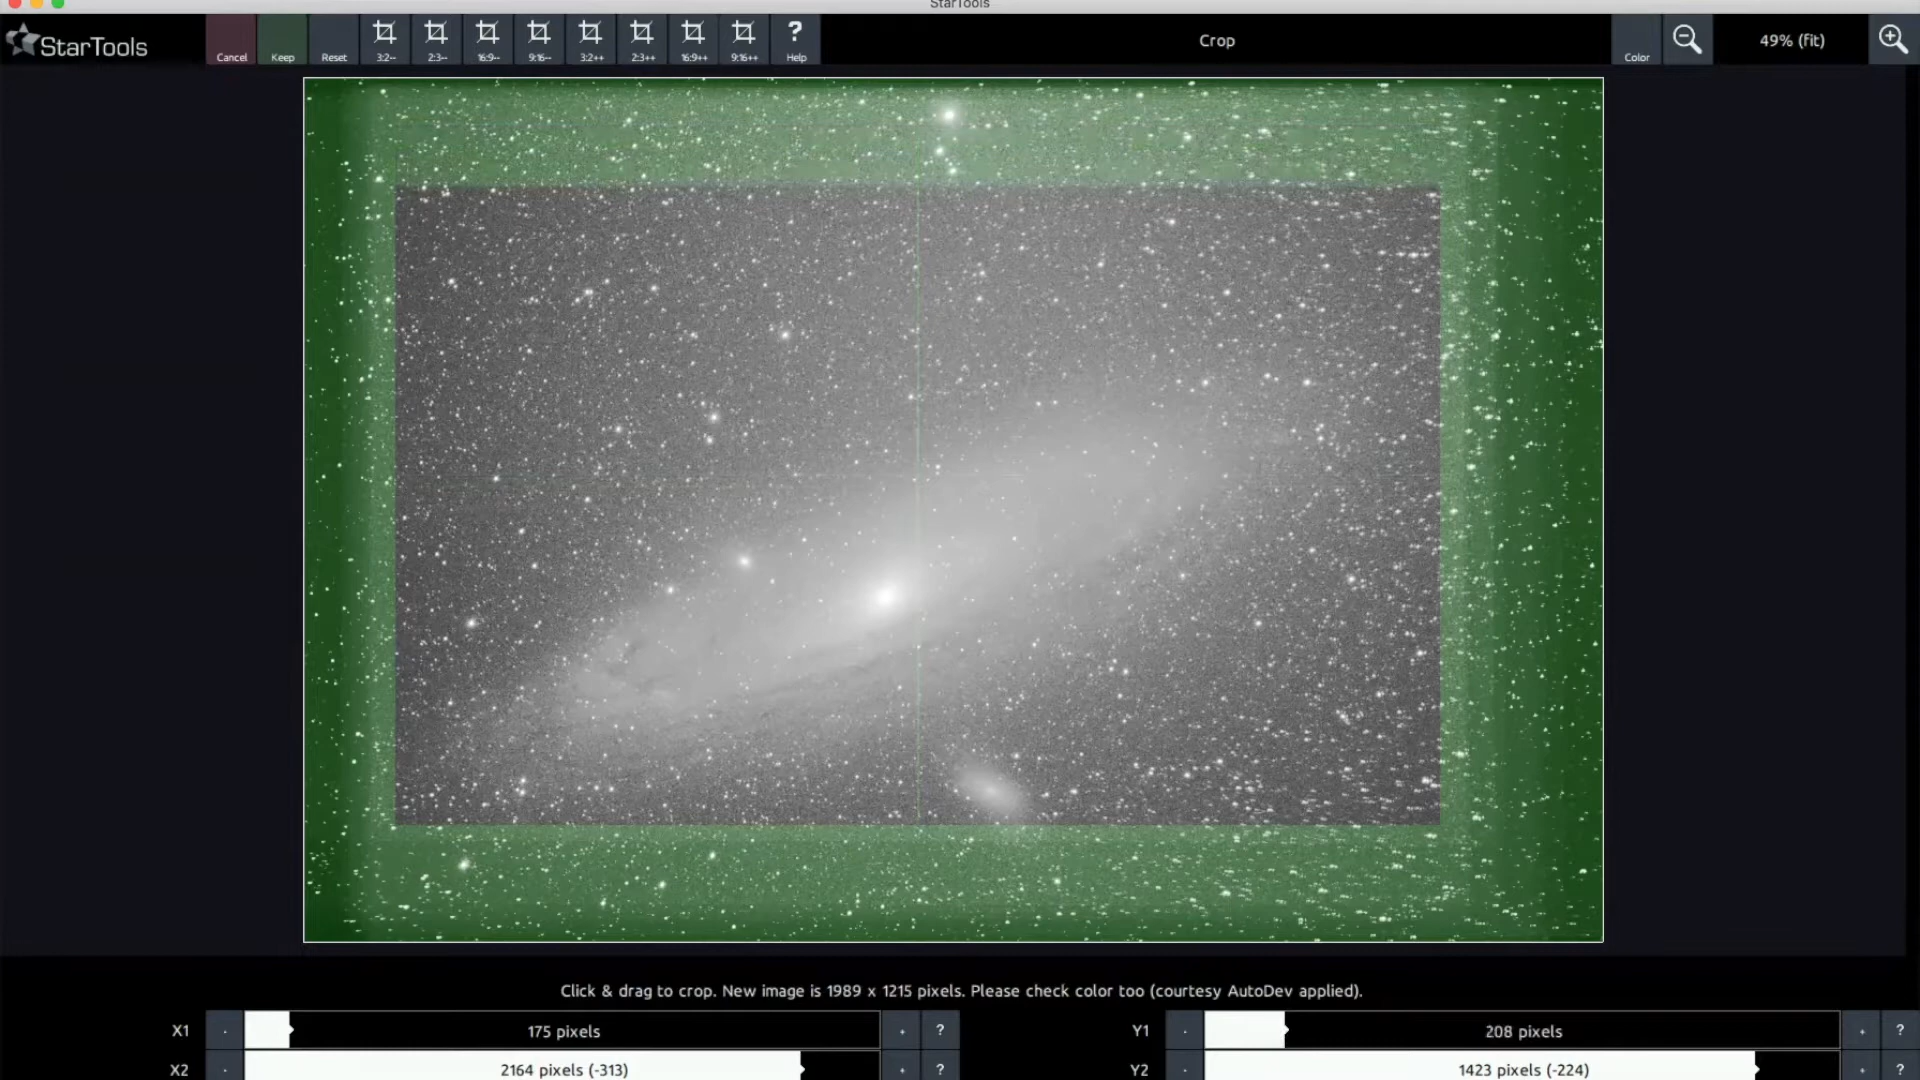 StarTools
StarTools
Cancel
Keep
Reset
3:2--
2:3--
16:9--
9:16--
3:2++
2:3++
16:9++
9:16++
?
Help
Crop
Color
49% (fit)
Click & drag to crop. New image is 1989 x 1215 pixels. Please check color too (courtesy AutoDev applied).
X1 - 175 pixels + ?
Y1 - 208 pixels + ?
X2 - 2164 pixels (-313) + ?
Y2 - 1423 pixels (-224) + ?